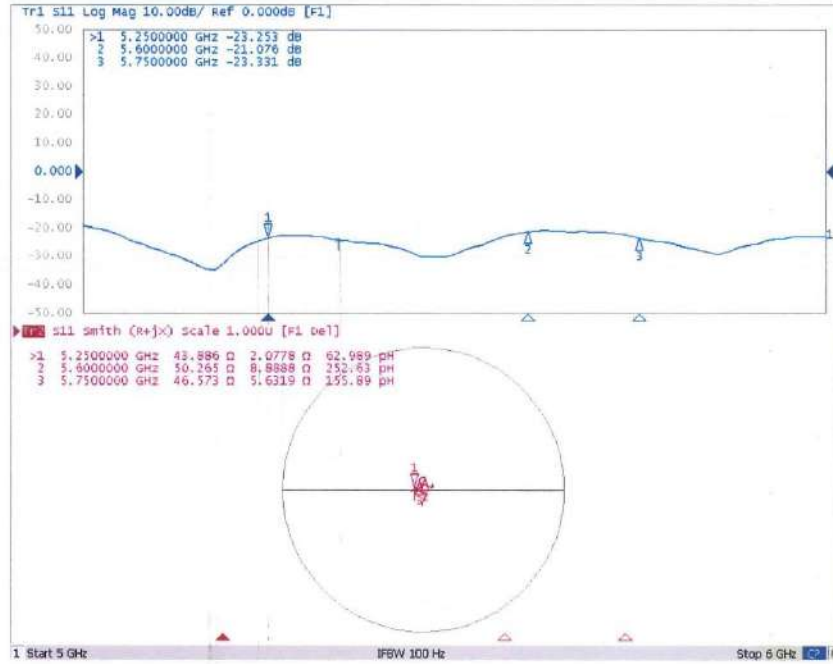 Tr1 S11 Log Mag 10.00dB/ Ref 0.000dB [F1]
50.00
>1 5.2500000 GHz -23.253 dB
2 5.6000000 GHz -21.076 dB
3 5.7500000 GHz -23.331 dB
40.00
30.00
20.00
10.00
0.000
-10.00
-20.00
-30.00
-40.00
-50.00
1
2
3
1
S11 Smith (R+jX) Scale 1.000U [F1 Del]
>1 5.2500000 GHz 43.886 Ω 2.0778 Ω 62.989 pH
2 5.6000000 GHz 50.265 Ω 8.8888 Ω 252.63 pH
3 5.7500000 GHz 46.573 Ω 5.6319 Ω 155.89 pH
1
1 Start 5 GHz IFBW 100 Hz Stop 6 GHz